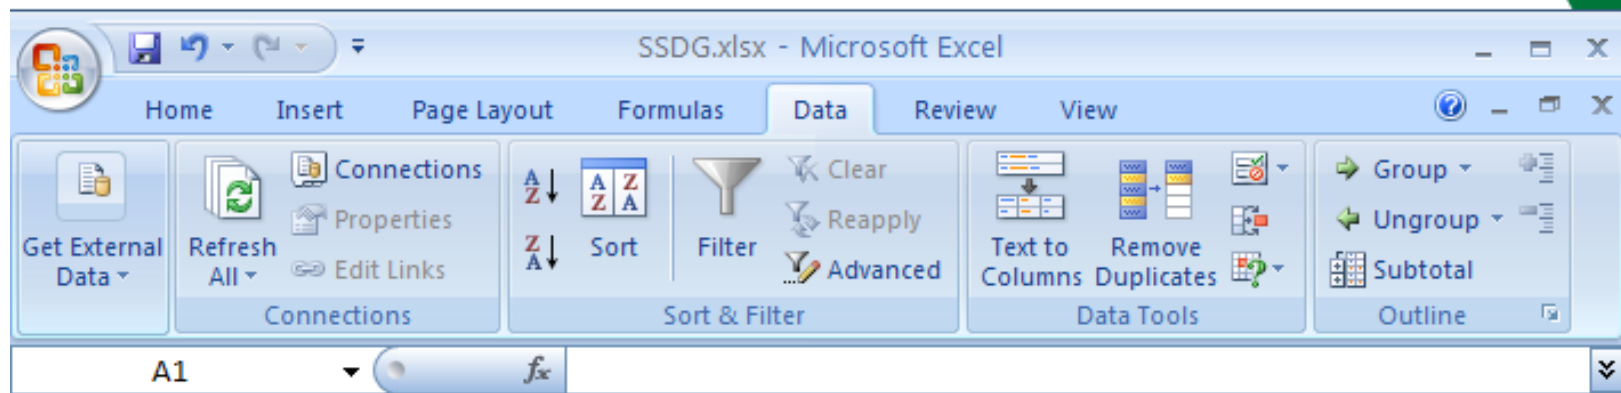 SSDG.xlsx - Microsoft Excel
Home Insert Page Layout Formulas Data Review View
Get External Data
Refresh All
Connections
Properties
Edit Links
Connections
A Z
Z A
A Z Z A
Sort
Filter
Clear
Reapply
Advanced
Sort & Filter
Text to Columns
Remove Duplicates
Data Tools
Group
Ungroup
Subtotal
Outline
A1
fx